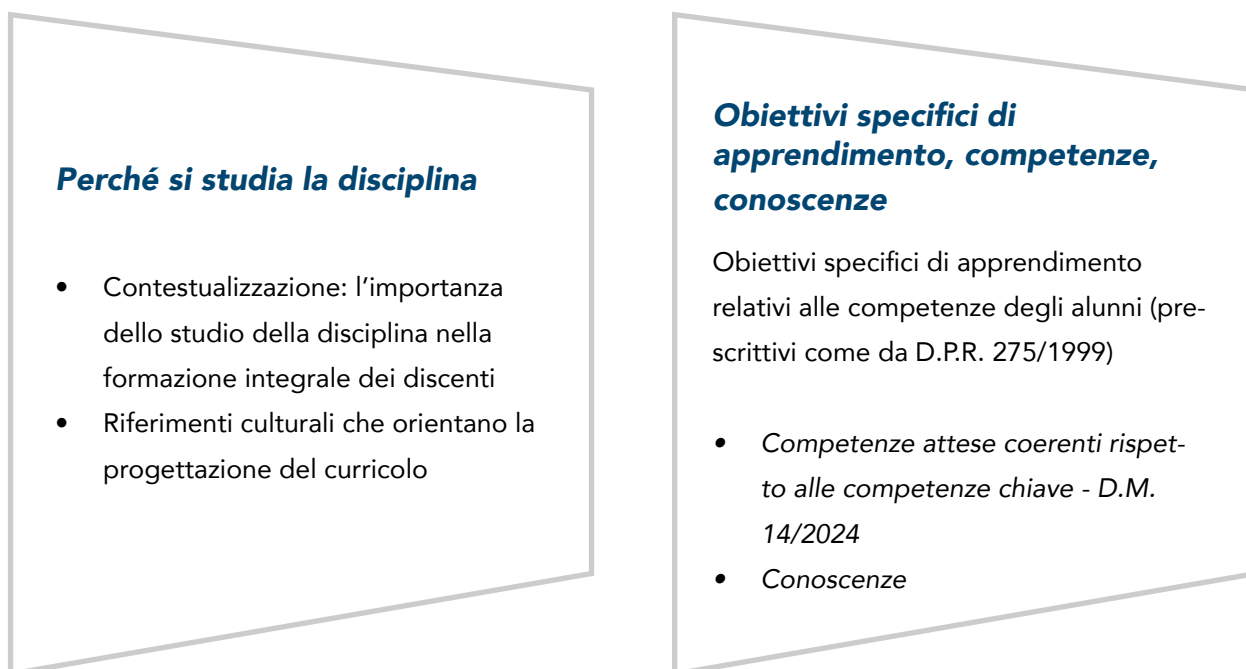 Perché si studia la disciplina
• Contestualizzazione: l’importanza
dello studio della disciplina nella
formazione integrale dei discenti
• Riferimenti culturali che orientano la
progettazione del curricolo
Obiettivi specifici di
apprendimento, competenze,
conoscenze
Obiettivi specifici di apprendimento
relativi alle competenze degli alunni (pre-
scrittivi come da D.P.R. 275/1999)
• Competenze attese coerenti rispet-
to alle competenze chiave - D.M.
14/2024
• Conoscenze